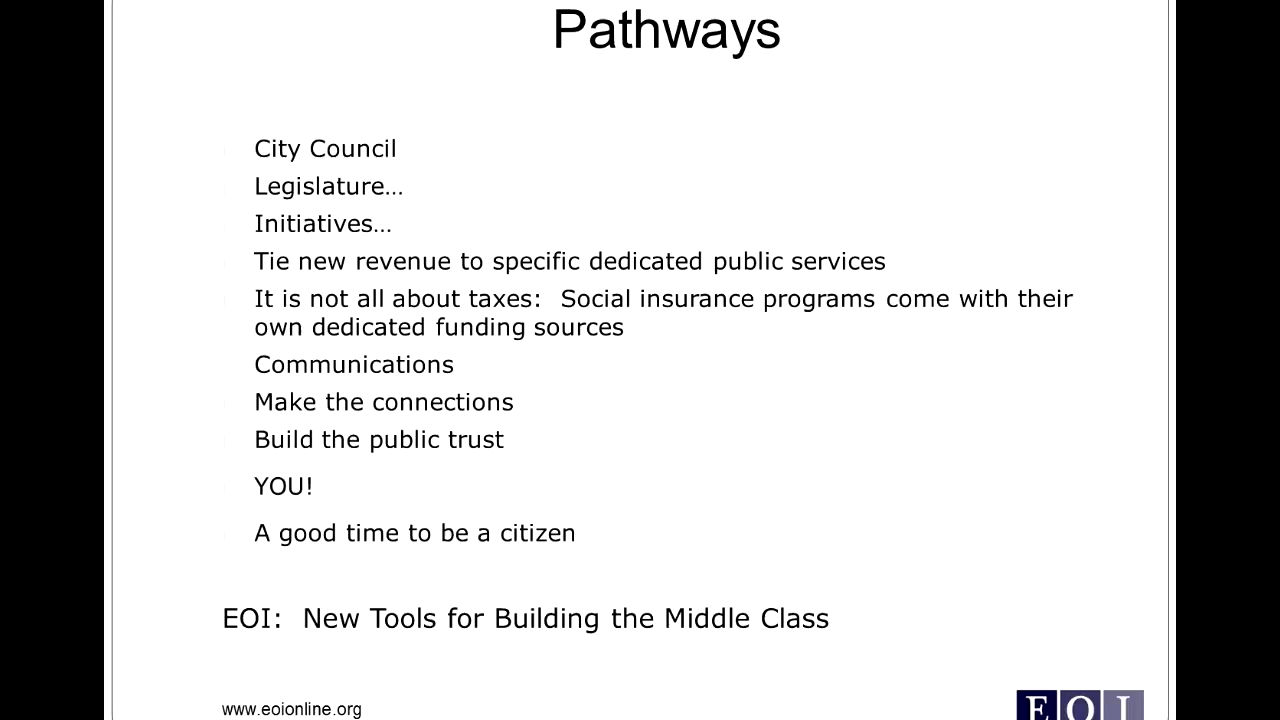 Pathways
City Council
Legislature…
Initiatives…
Tie new revenue to specific dedicated public services
It is not all about taxes:  Social insurance programs come with their
own dedicated funding sources
Communications
Make the connections
Build the public trust
YOU!
A good time to be a citizen
EOI:  New Tools for Building the Middle Class
www.eoionline.org
EOI